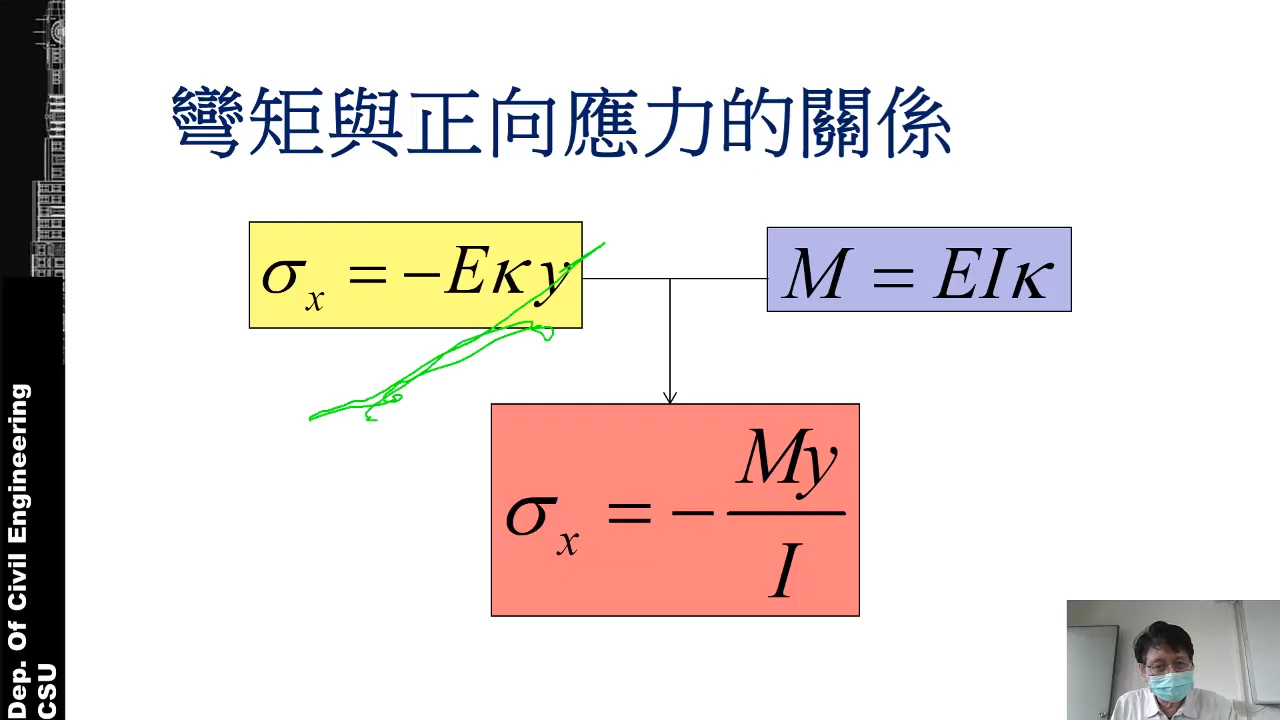 彎矩與正向應力的關係
σ_x = −Eκy
M = EIκ
σ_x = − My / I
Dep. Of Civil Engineering
CSU